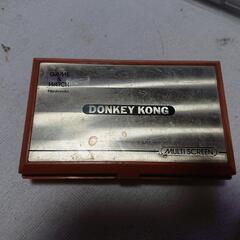 GAME &
WATCH
Nintendo
DONKEY KONG
MULTI SCREEN